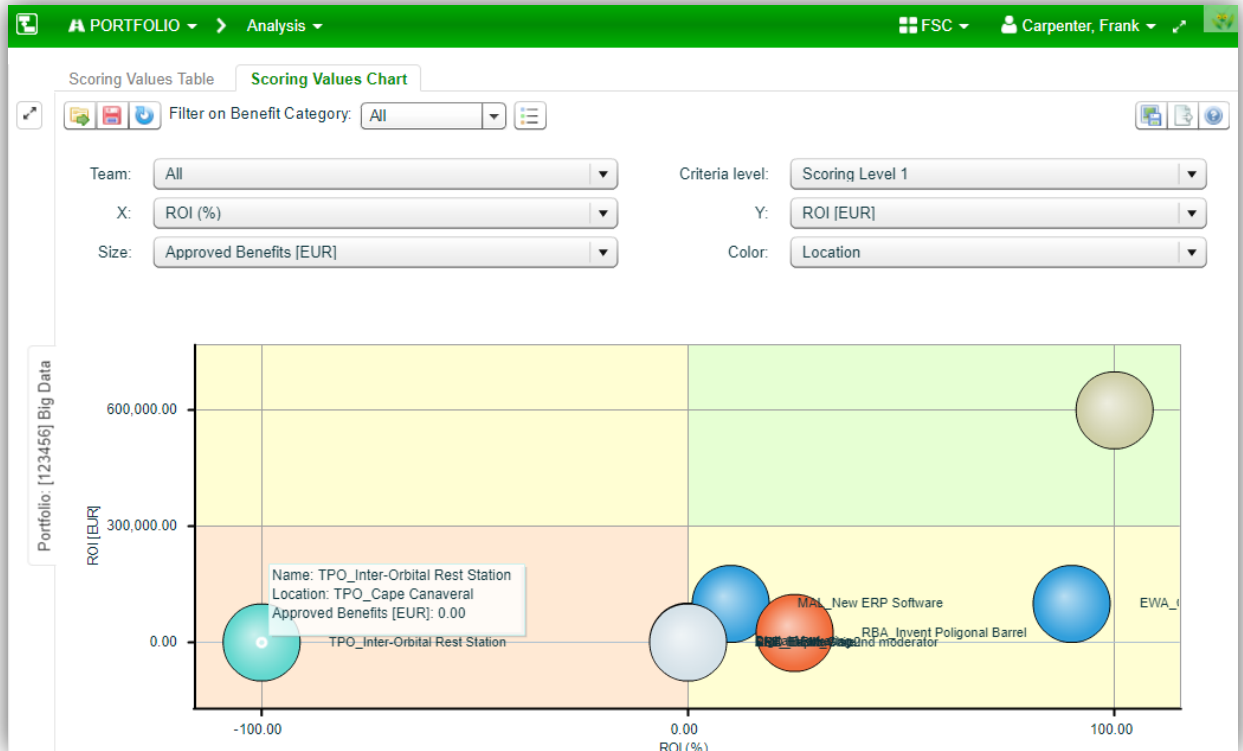 PORTFOLIO Analysis FSC Carpenter, Frank
Scoring Values Table Scoring Values Chart
Filter on Benefit Category: All
Team: All Criteria level: Scoring Level 1
X: ROI (%) Y: ROI [EUR]
Size: Approved Benefits [EUR] Color: Location
Portfolio: [123456] Big Data
ROI [EUR]
600,000.00
300,000.00
Name: TPO_Inter-Orbital Rest Station
Location: TPO_Cape Canaveral
Approved Benefits [EUR]: 0.00
MAL_New ERP Software
EWA_
RBA_Invent Poligonal Barrel
0.00
TPO_Inter-Orbital Rest Station
moderator
-100.00 0.00 100.00
ROI (%)